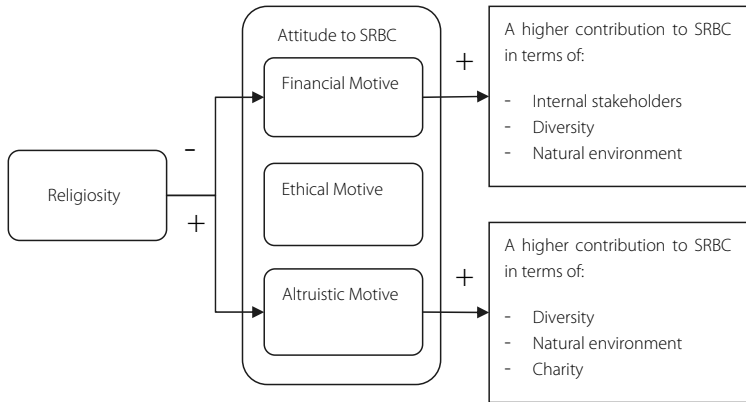 Attitude to SRBC
Financial Motive
Ethical Motive
Altruistic Motive
Religiosity
-
+
+
A higher contribution to SRBC
in terms of:
- Internal stakeholders
- Diversity
- Natural environment
+
A higher contribution to SRBC
in terms of:
- Diversity
- Natural environment
- Charity